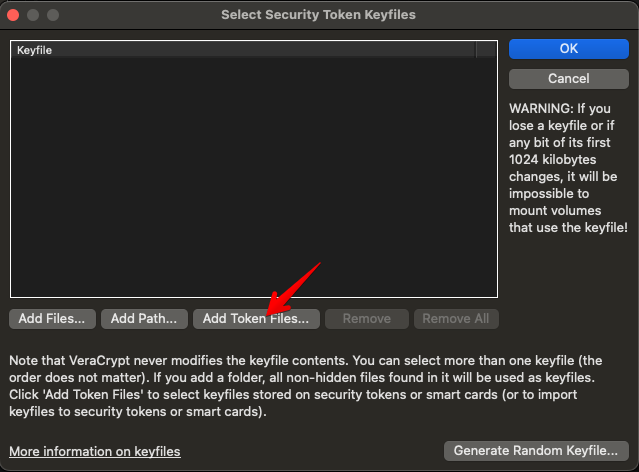 Select Security Token Keyfiles
Keyfile
OK
Cancel
WARNING: If you
lose a keyfile or if
any bit of its first
1024 kilobytes
changes, it will be
impossible to
mount volumes
that use the keyfile!
Add Files...
Add Path...
Add Token Files...
Remove
Remove All
Note that VeraCrypt never modifies the keyfile contents. You can select more than one keyfile (the
order does not matter). If you add a folder, all non-hidden files found in it will be used as keyfiles.
Click 'Add Token Files' to select keyfiles stored on security tokens or smart cards (or to import
keyfiles to security tokens or smart cards).
More information on keyfiles
Generate Random Keyfile...